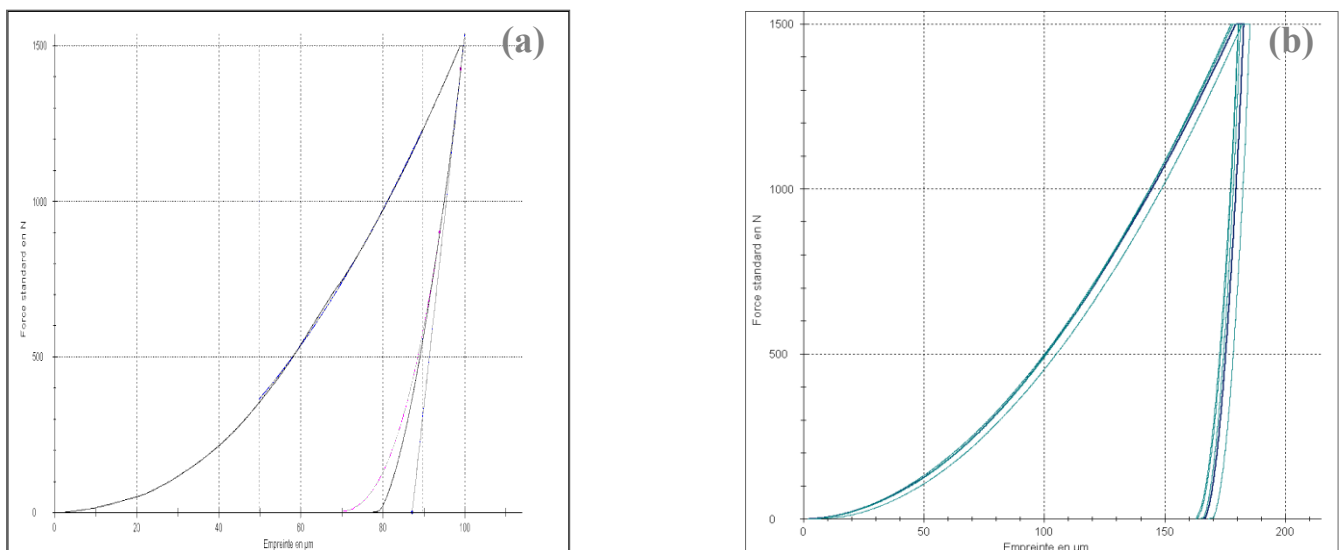 (a)
1500
1000
500
0
Force standard en N
0 20 40 60 80 100
Empreinte en µm
(b)
1500
1000
500
0
Force standard en N
0 50 100 150 200
Empreinte en µm